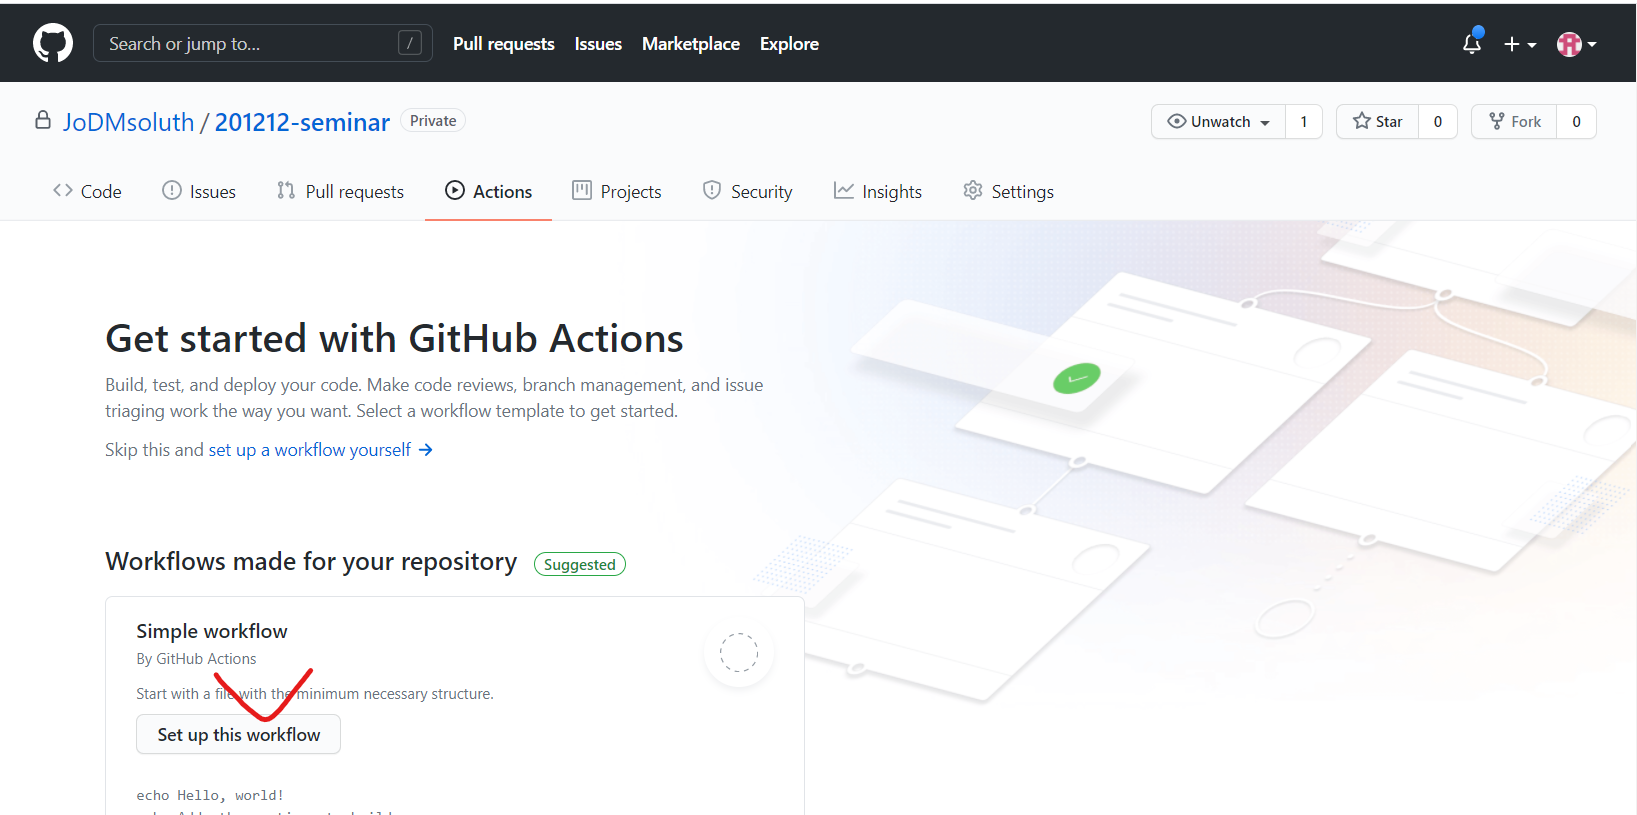 Search or jump to... /
Pull requests Issues Marketplace Explore
JoDMsoluth / 201212-seminar Private
Unwatch 1 Star 0 Fork 0
Code Issues Pull requests Actions Projects Security Insights Settings
Get started with GitHub Actions
Build, test, and deploy your code. Make code reviews, branch management, and issue
triaging work the way you want. Select a workflow template to get started.
Skip this and set up a workflow yourself →
Workflows made for your repository Suggested
Simple workflow
By GitHub Actions
Start with a file with the minimum necessary structure.
Set up this workflow
echo Hello, world!